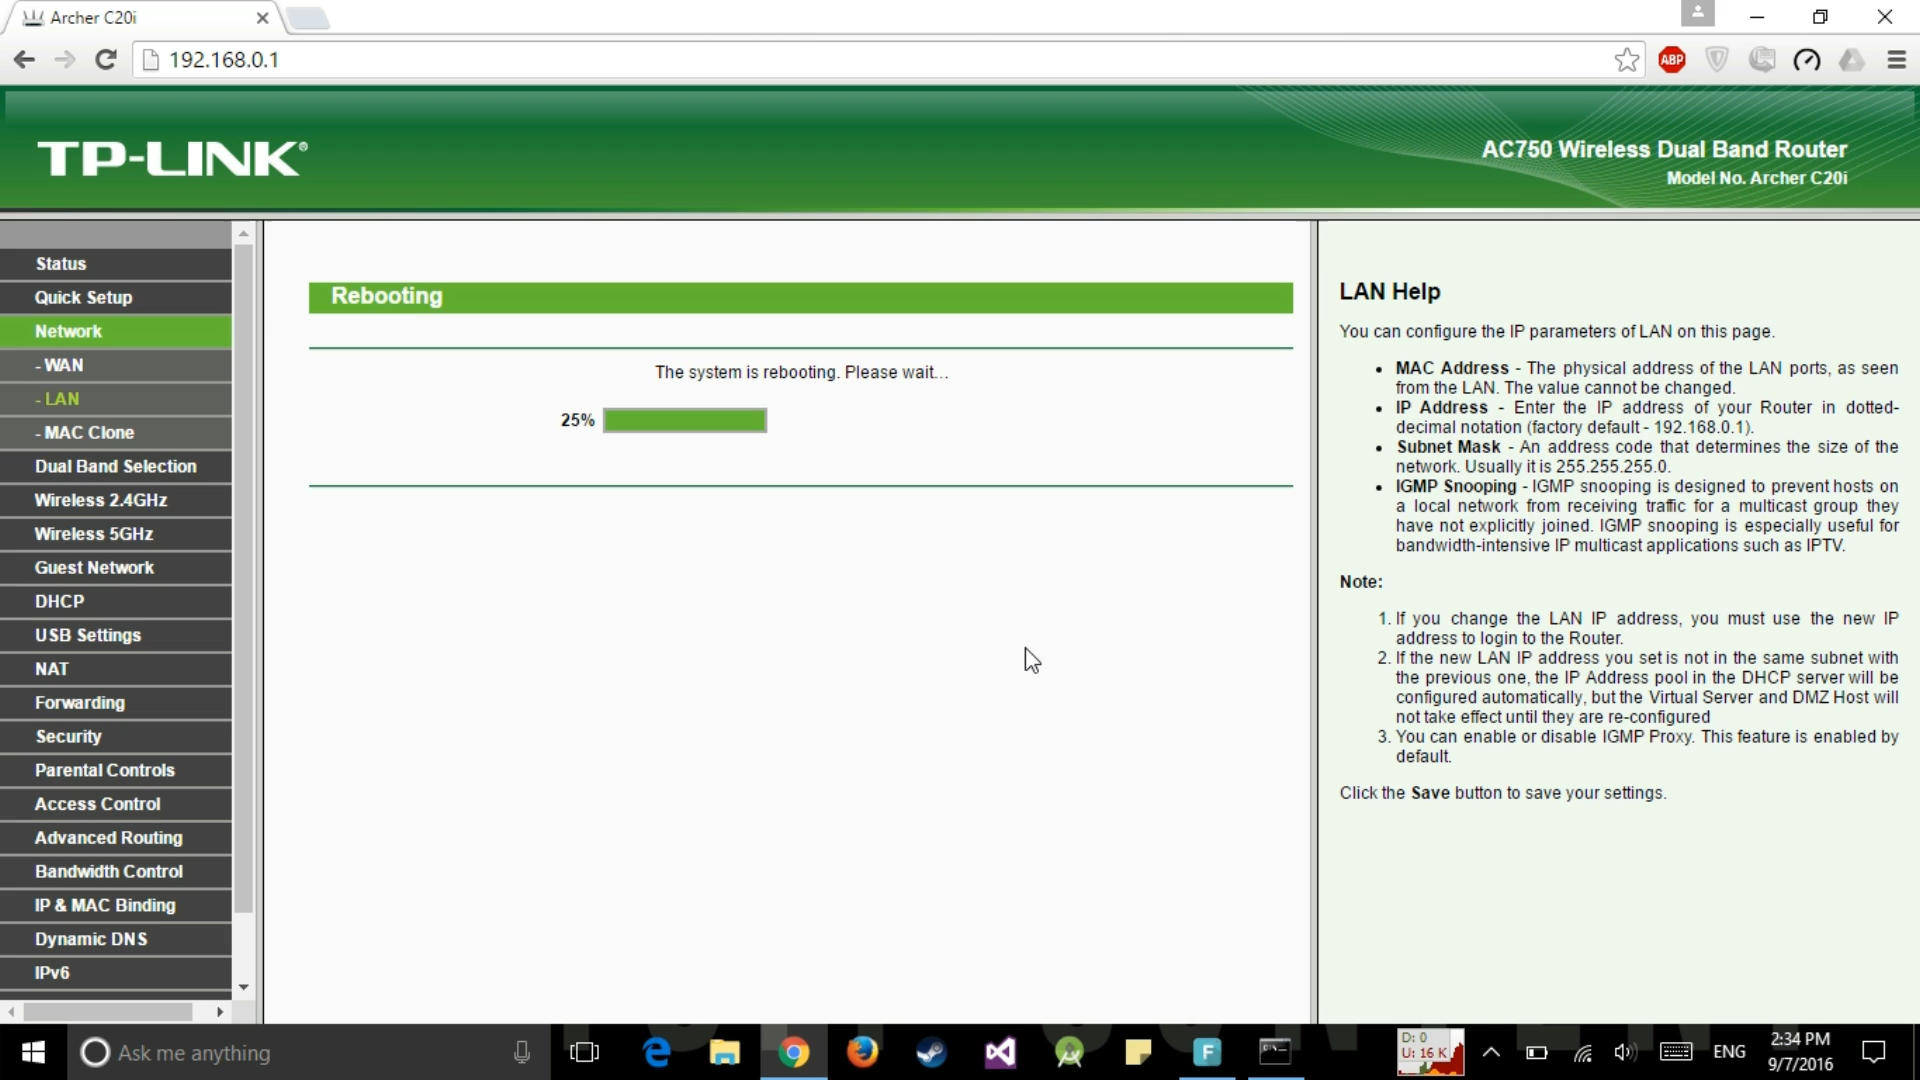 Archer C20i
192.168.0.1
ABP
TP-LINK®
AC750 Wireless Dual Band Router
Model No. Archer C20i
Status
Quick Setup
Network
- WAN
- LAN
- MAC Clone
Dual Band Selection
Wireless 2.4GHz
Wireless 5GHz
Guest Network
DHCP
USB Settings
NAT
Forwarding
Security
Parental Controls
Access Control
Advanced Routing
Bandwidth Control
IP & MAC Binding
Dynamic DNS
IPv6
Rebooting
The system is rebooting. Please wait...
25%
LAN Help
You can configure the IP parameters of LAN on this page.
• MAC Address - The physical address of the LAN ports, as seen
from the LAN. The value cannot be changed.
• IP Address - Enter the IP address of your Router in dotted-
decimal notation (factory default - 192.168.0.1).
• Subnet Mask - An address code that determines the size of the
network. Usually it is 255.255.255.0.
• IGMP Snooping - IGMP snooping is designed to prevent hosts on
a local network from receiving traffic for a multicast group they
have not explicitly joined. IGMP snooping is especially useful for
bandwidth-intensive IP multicast applications such as IPTV.
Note:
1. If you change the LAN IP address, you must use the new IP
address to login to the Router.
2. If the new LAN IP address you set is not in the same subnet with
the previous one, the IP Address pool in the DHCP server will be
configured automatically, but the Virtual Server and DMZ Host will
not take effect until they are re-configured
3. You can enable or disable IGMP Proxy. This feature is enabled by
default.
Click the Save button to save your settings.
Ask me anything
F
D: 0
U: 16 K
ENG
2:34 PM
9/7/2016